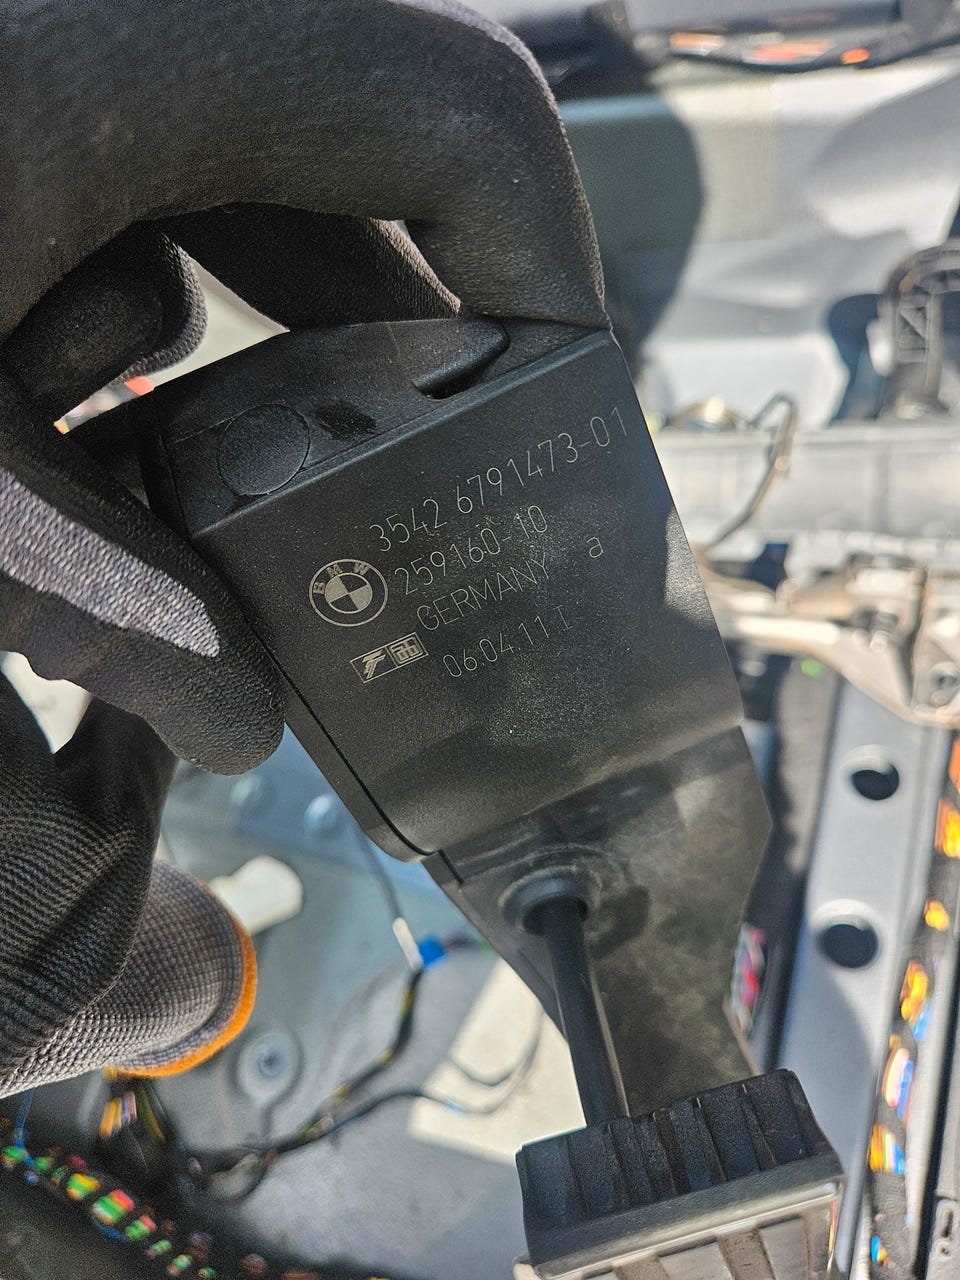 3542 6791473-01
BMW
259160-10
GERMANY a
06.04.11 I